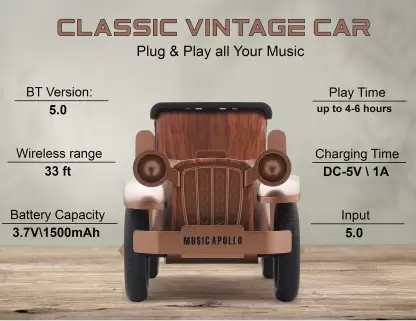 CLASSIC VINTAGE CAR
Plug & Play all Your Music
BT Version:
5.0
Wireless range
33 ft
Battery Capacity
3.7V\1500mAh
Play Time
up to 4-6 hours
Charging Time
DC-5V \ 1A
Input
5.0
MUSIC APOLLO